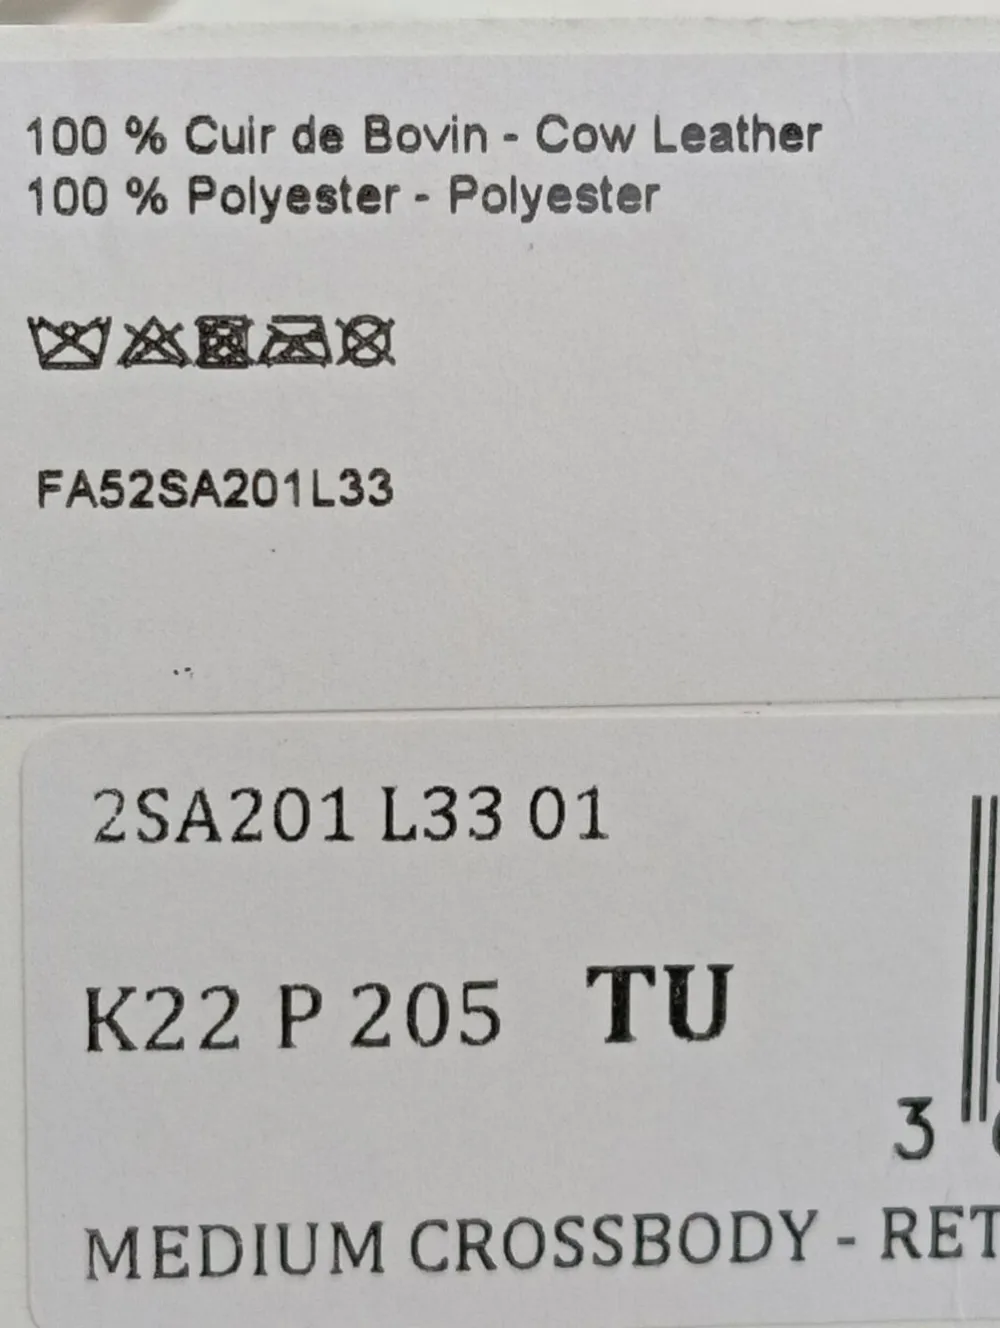 100 % Cuir de Bovin - Cow Leather
100 % Polyester - Polyester
FA52SA201L33
2SA201 L33 01
K22 P 205 TU
3
MEDIUM CROSSBODY - RET